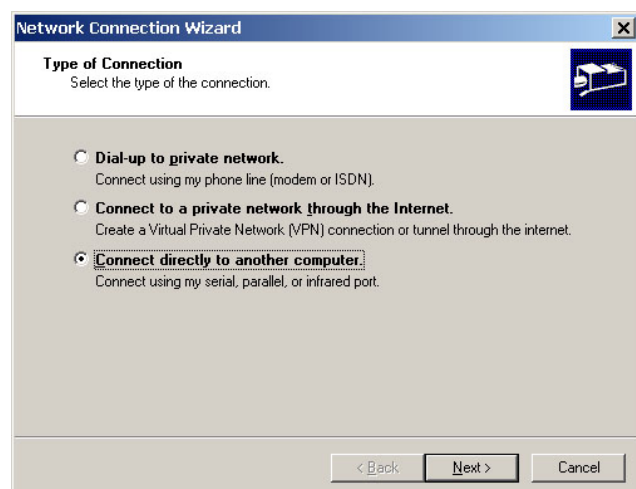 Network Connection Wizard
Type of Connection
Select the type of the connection.
Dial-up to private network.
Connect using my phone line (modem or ISDN).
Connect to a private network through the Internet.
Create a Virtual Private Network (VPN) connection or tunnel through the internet.
Connect directly to another computer.
Connect using my serial, parallel, or infrared port.
< Back Next > Cancel